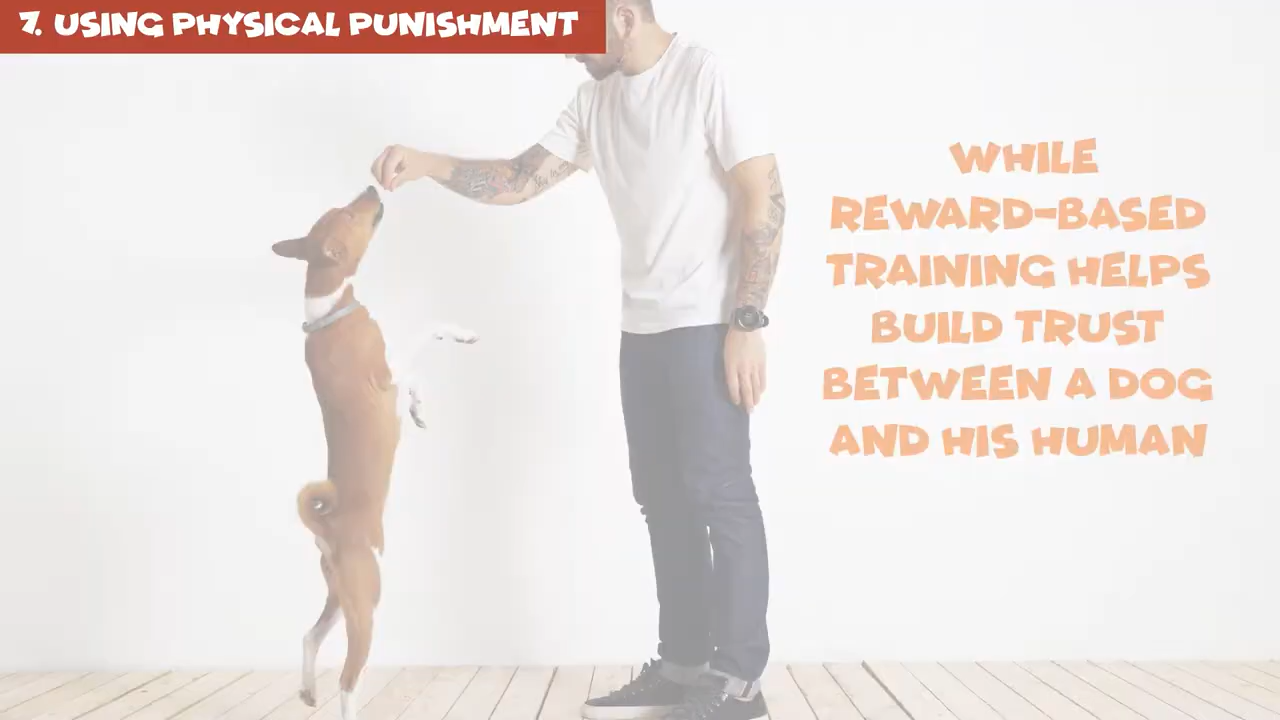 7. USING PHYSICAL PUNISHMENT
WHILE
REWARD-BASED
TRAINING HELPS
BUILD TRUST
BETWEEN A DOG
AND HIS HUMAN